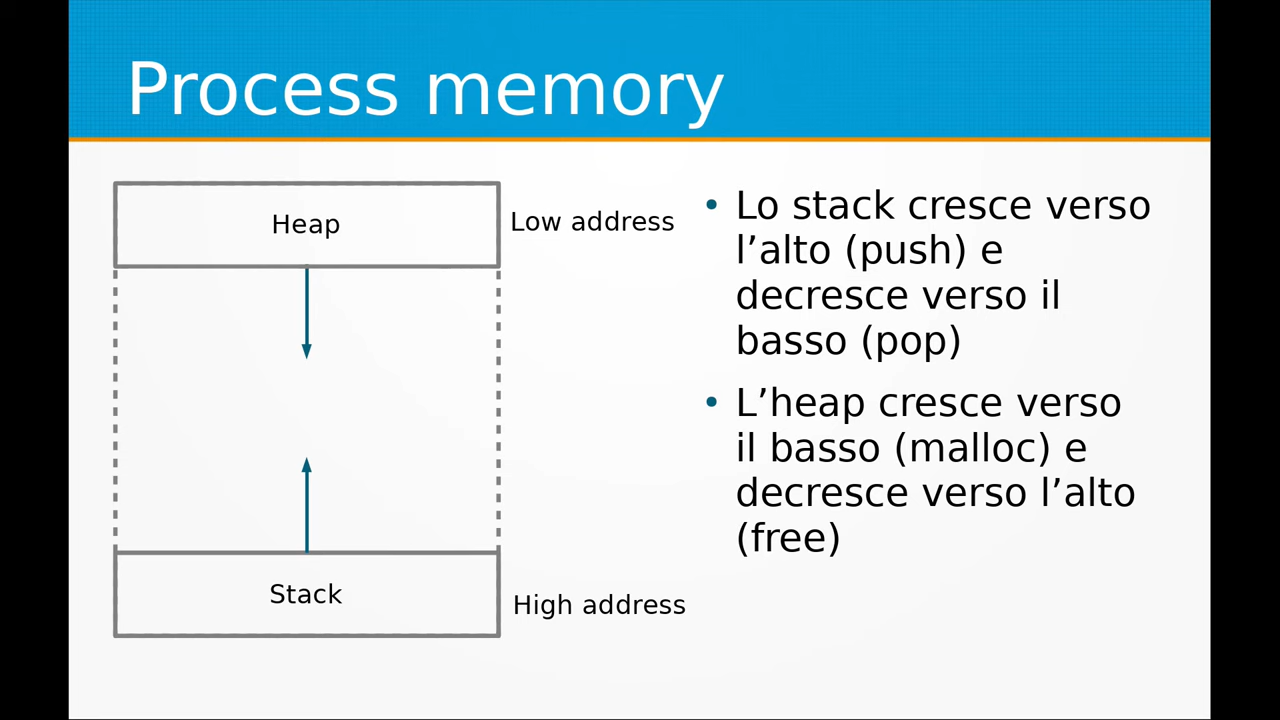 Process memory
Heap
Low address
Stack
High address
• Lo stack cresce verso
l’alto (push) e
decresce verso il
basso (pop)
• L’heap cresce verso
il basso (malloc) e
decresce verso l’alto
(free)